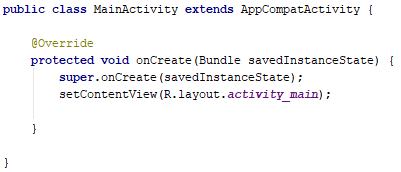 public class MainActivity extends AppCompatActivity {
@Override
protected void onCreate(Bundle savedInstanceState) {
super.onCreate(savedInstanceState);
setContentView(R.layout.activity_main);
}
}